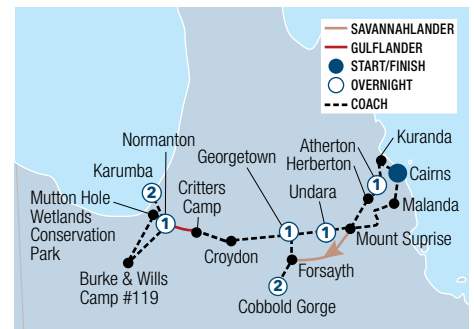 SAVANNAHLANDER
GULFLANDER
START/FINISH
OVERNIGHT
COACH
Kuranda
Normanton
Atherton
Georgetown
Herberton
1
Cairns
Karumba
2
Critters
Camp
Undara
Malanda
Mutton Hole
Wetlands
Conservation
Park
1
1
1
Mount Suprise
Croydon
Forsayth
Burke & Wills
Camp #119
2
Cobbold Gorge